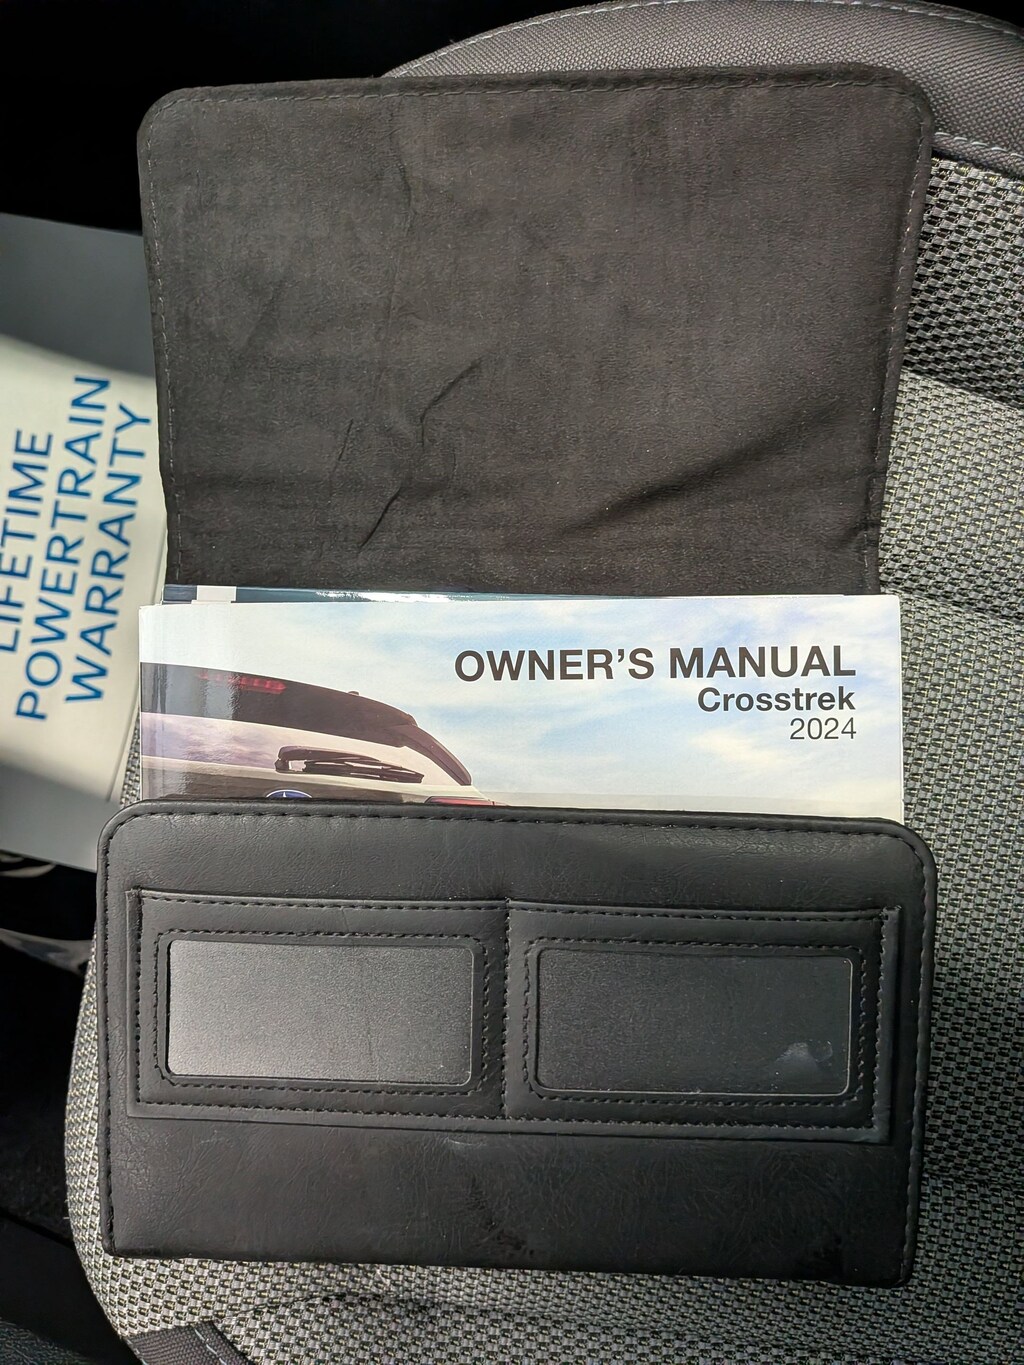 LIFETIME
POWERTRAIN
WARRANTY
OWNER'S MANUAL
Crosstrek
2024